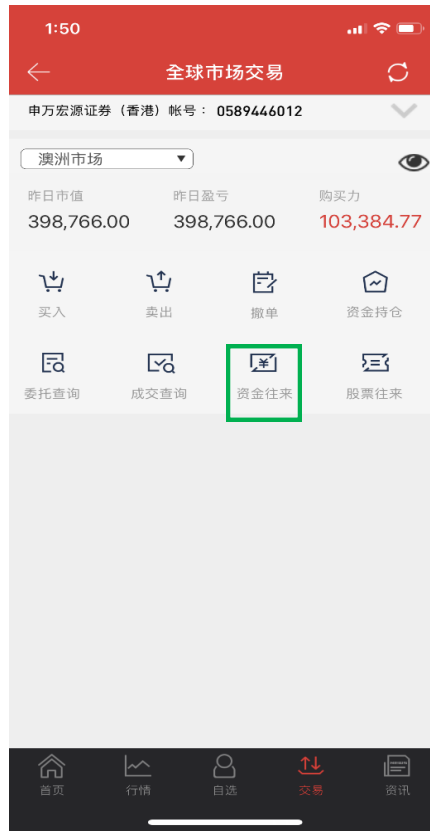 1:50
全球市场交易
申万宏源证券（香港）帐号： 0589446012
澳洲市场
昨日市值 昨日盈亏 购买力
398,766.00 398,766.00 103,384.77
买入 卖出 撤单 资金持仓
委托查询 成交查询 资金往来 股票往来
首页 行情 自选 交易 资讯